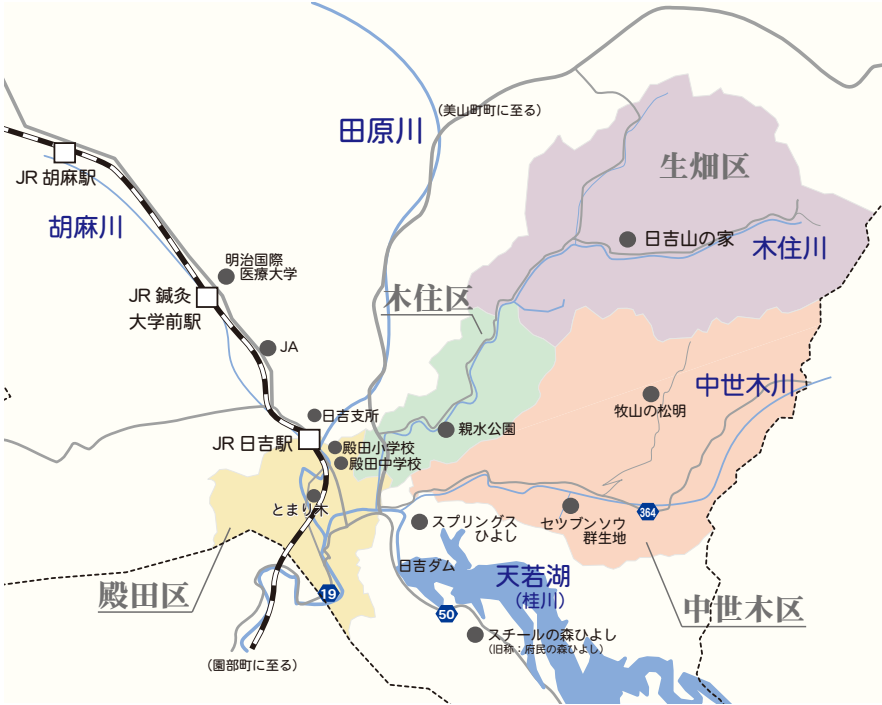 (美山町町に至る)
田原川
生畑区
JR 胡麻駅
胡麻川
日吉山の家
木住川
明治国際
医療大学
JR 鍼灸
大学前駅
木住区
JA
中世木川
牧山の松明
日吉支所
JR 日吉駅
殿田小学校
殿田中学校
親水公園
とまり木
364
スプリングス
ひよし
セツブンソウ
群生地
日吉ダム
天若湖
(桂川)
殿田区
19
50
中世木区
スチールの森ひよし
(旧称:府民の森ひよし)
(園部町に至る)